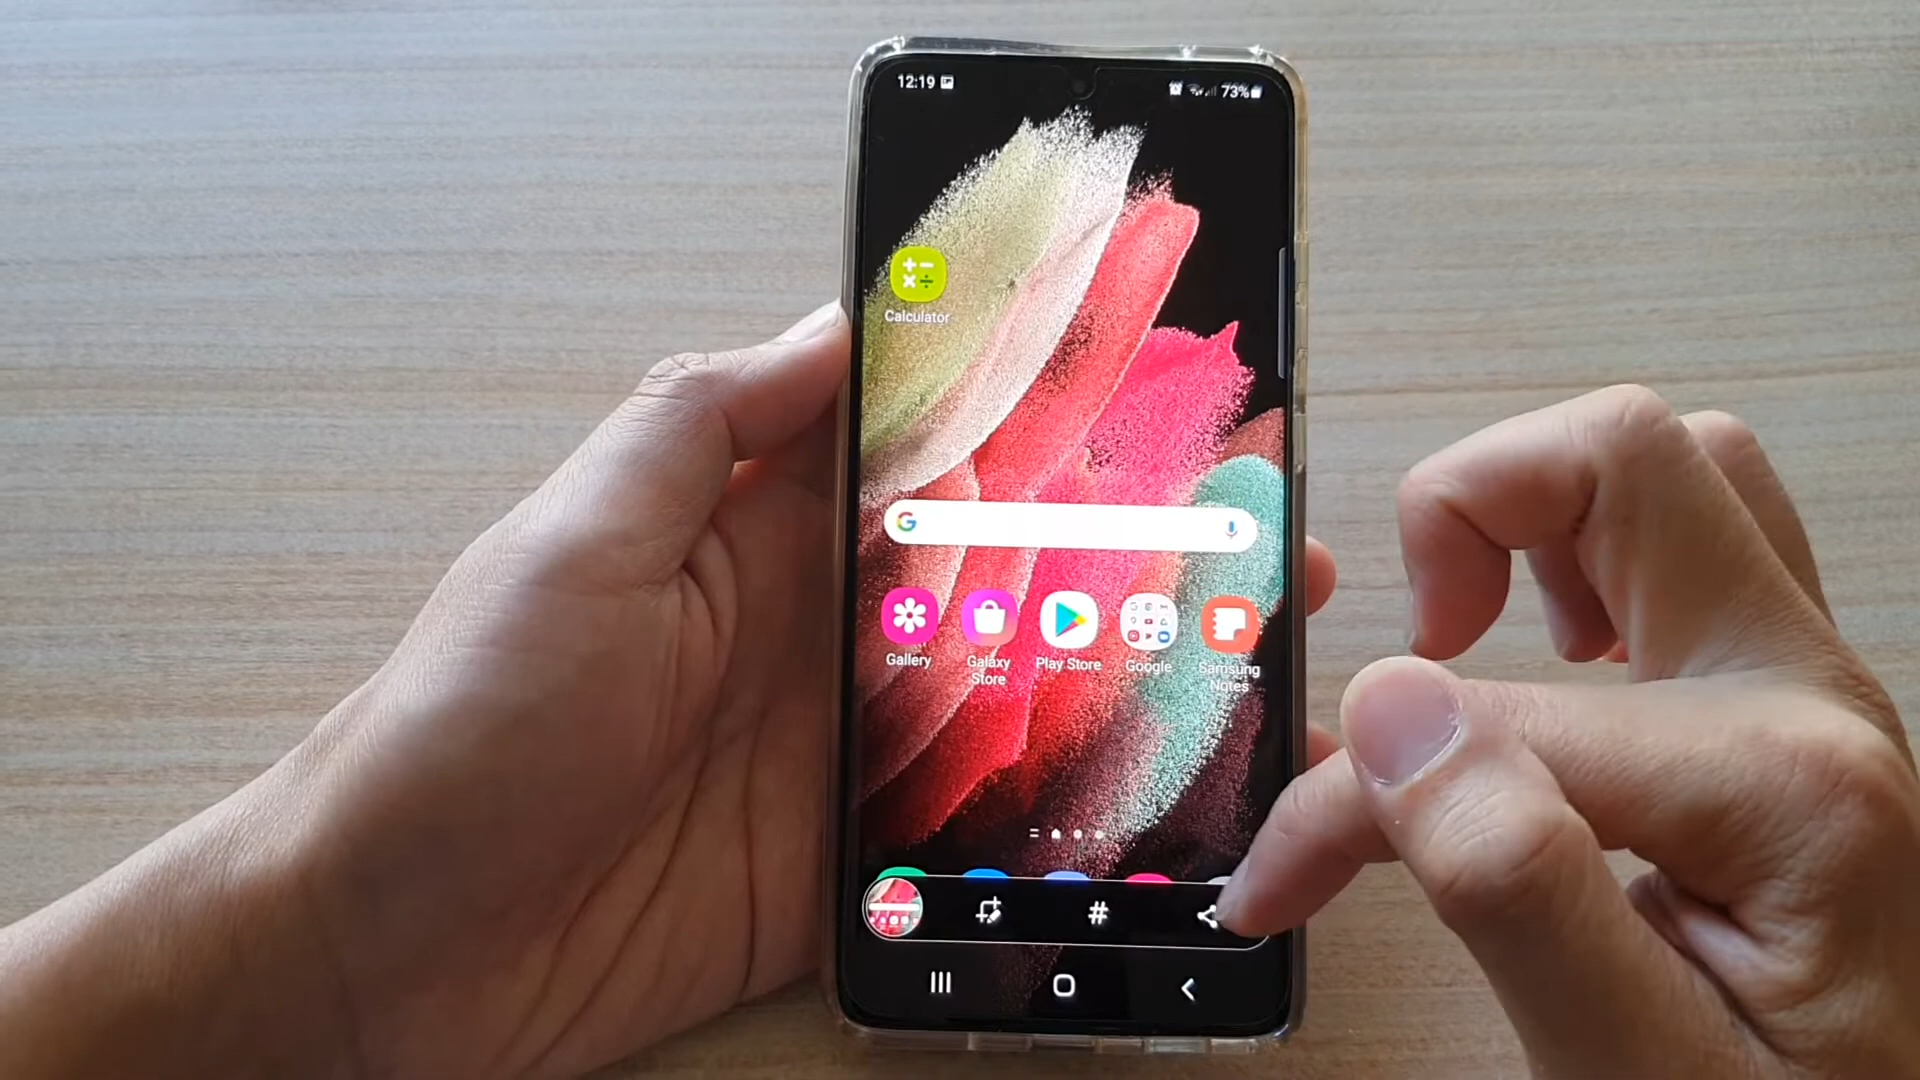 12:19
73%
Calculator
G
Gallery
Galaxy
Store
Play Store
Google
Samsung
Notes
#